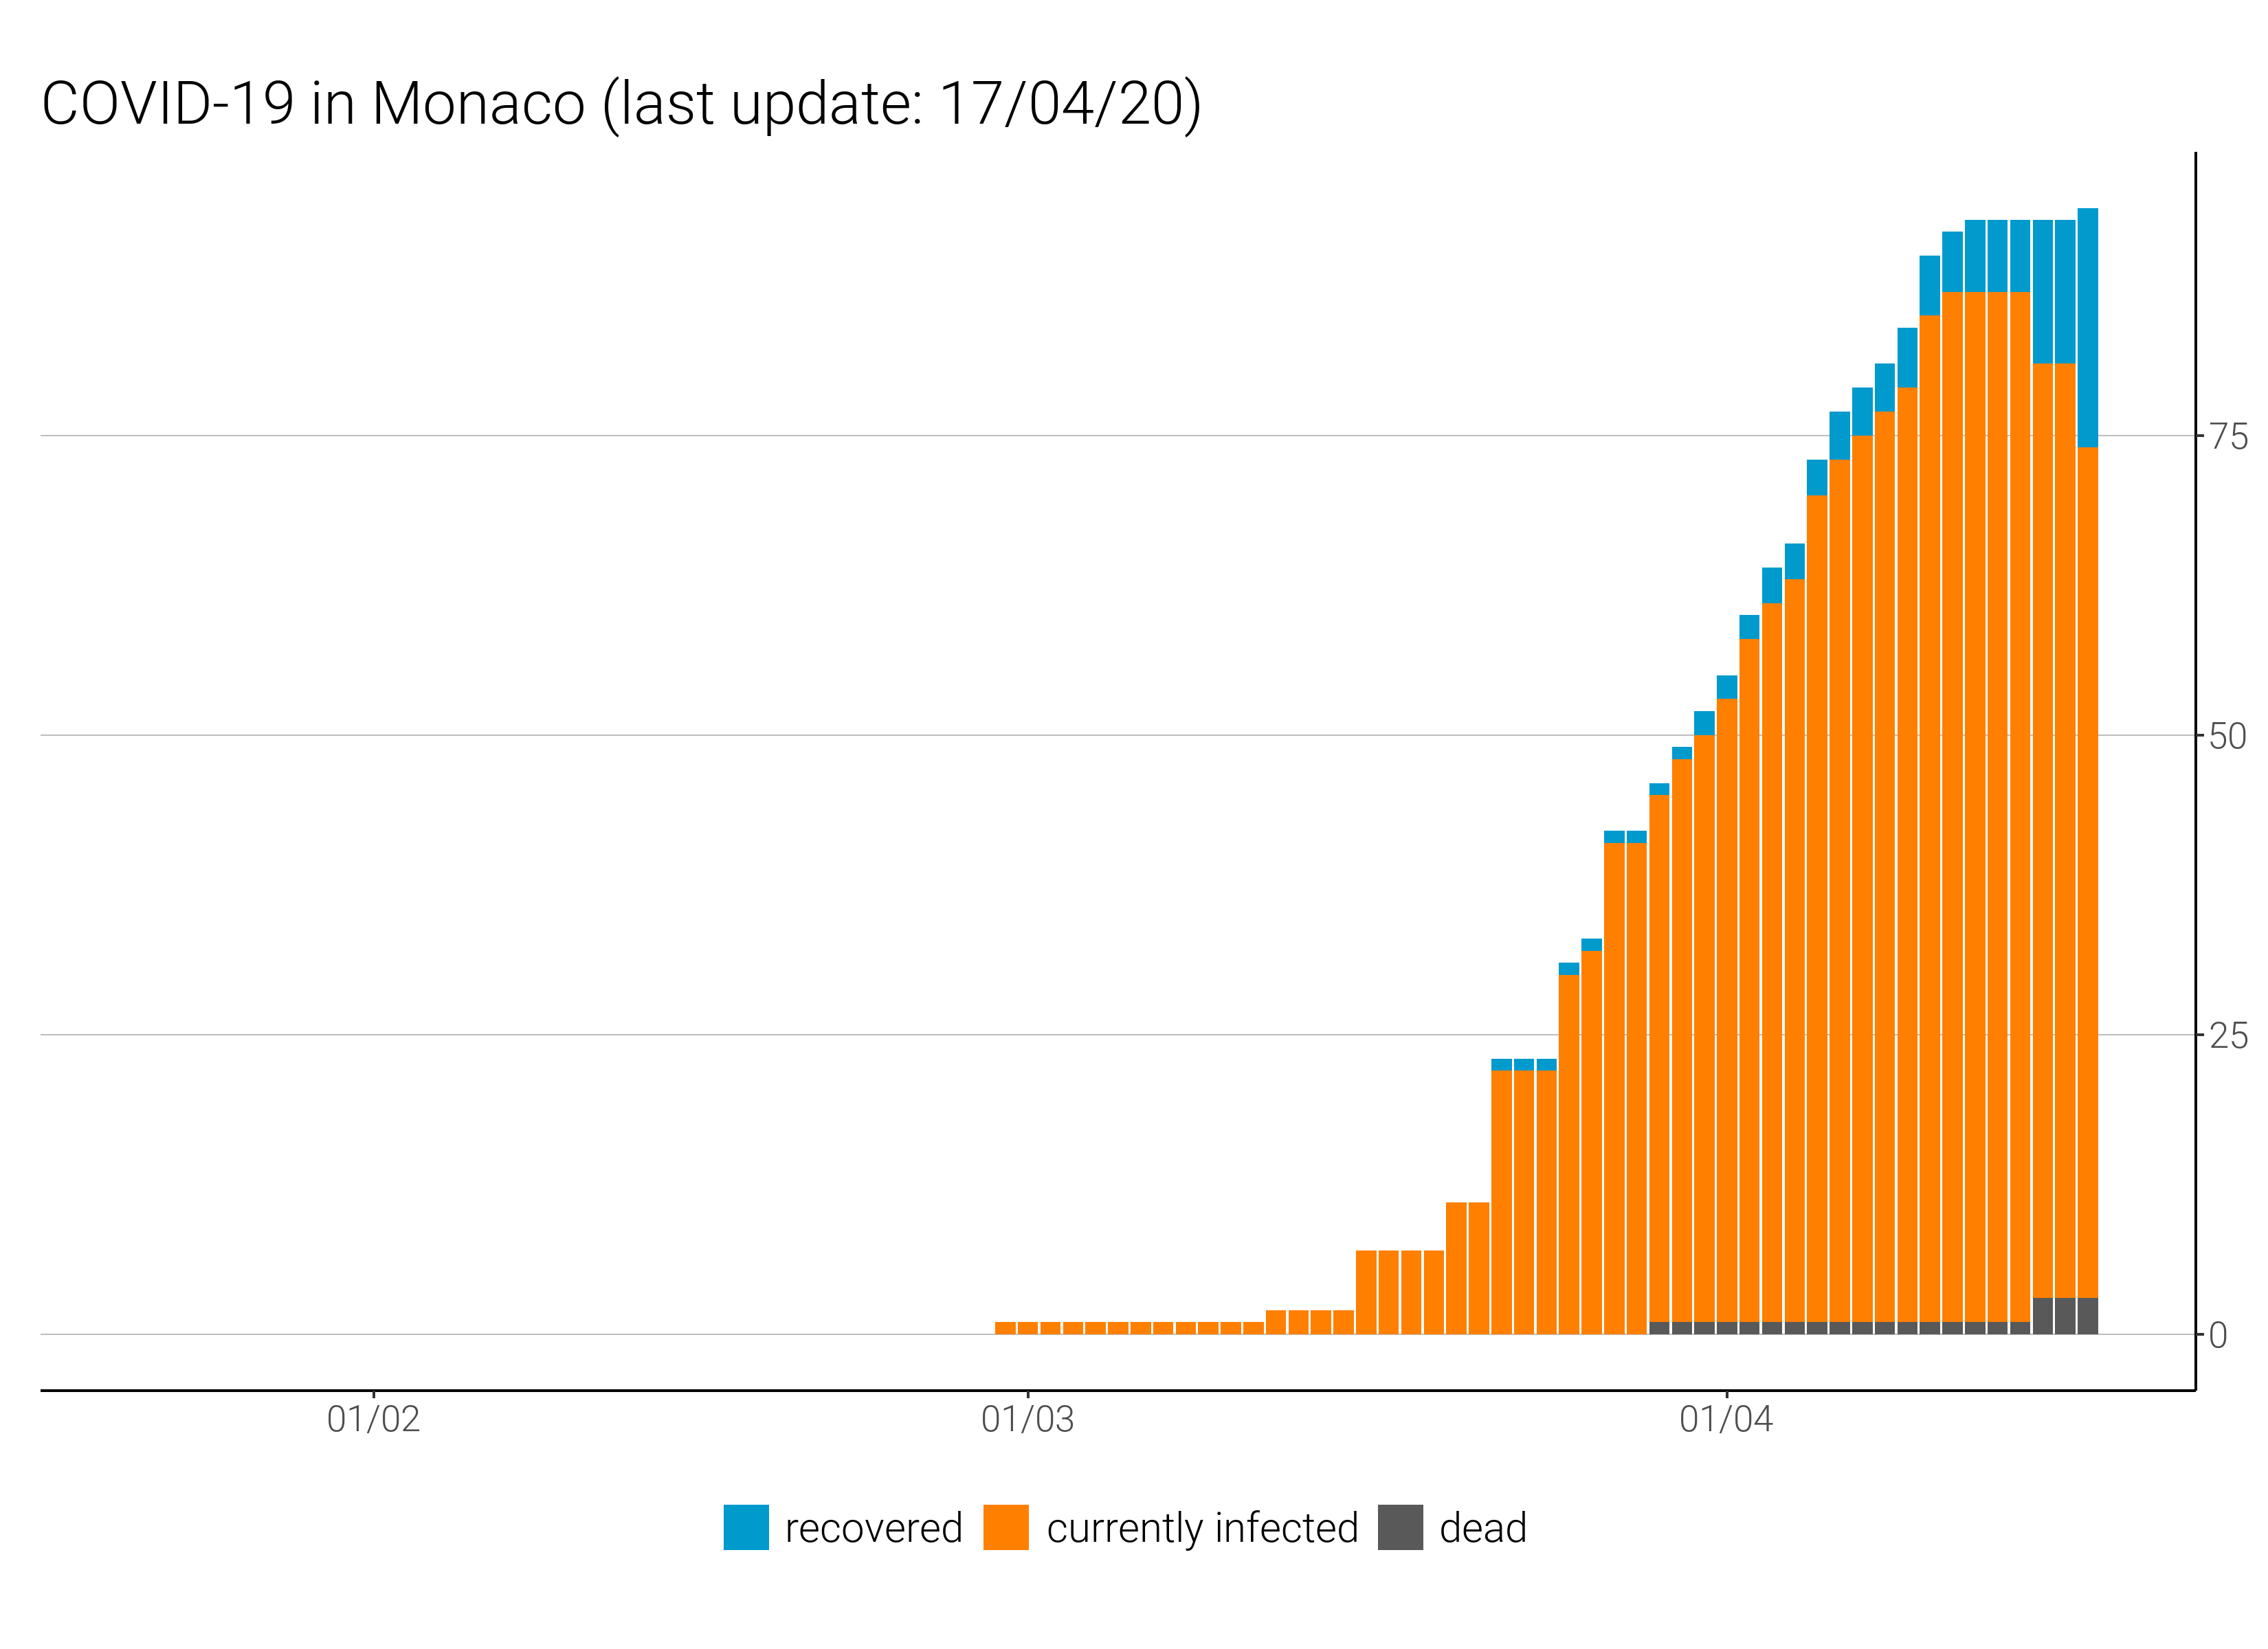 COVID-19 in Monaco (last update: 17/04/20)
75
50
25
0
01/02 01/03 01/04
recovered currently infected dead